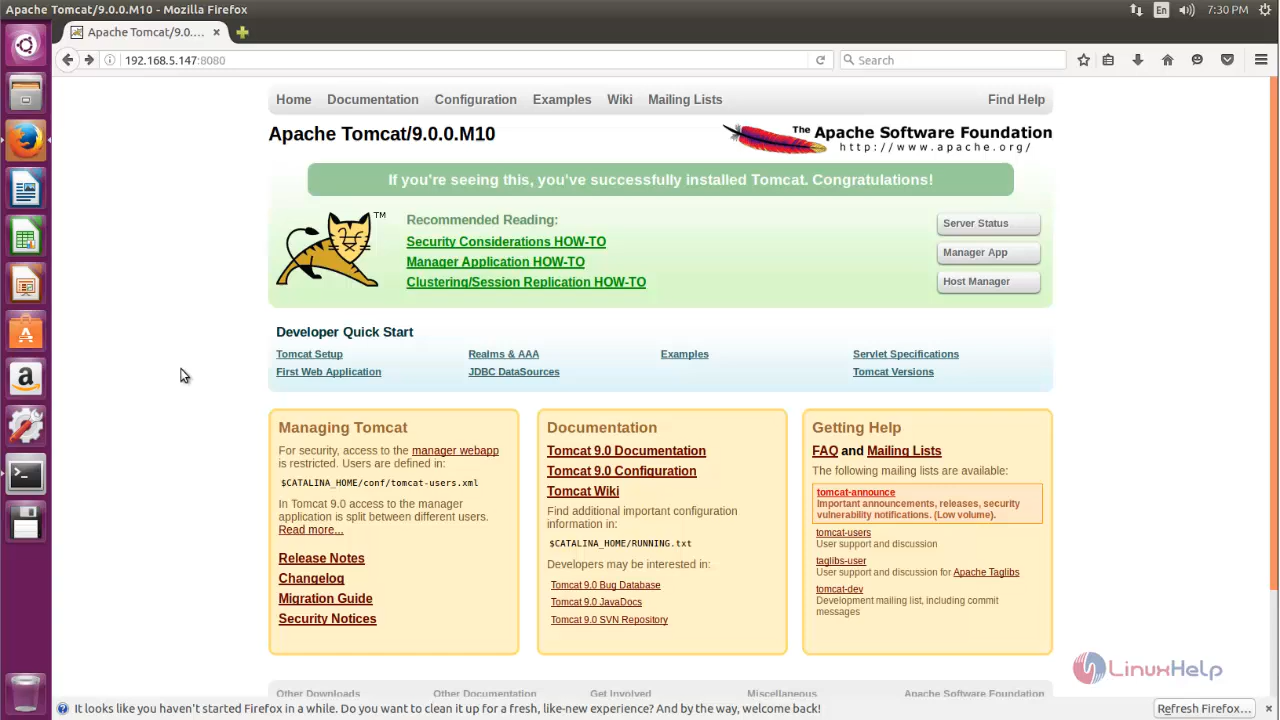 Apache Tomcat/9.0.0.M10 - Mozilla Firefox
En 7:30 PM
Apache Tomcat/9.0....
192.168.5.147:8080
Search
Home Documentation Configuration Examples Wiki Mailing Lists Find Help
Apache Tomcat/9.0.0.M10
The Apache Software Foundation
http://www.apache.org/
If you're seeing this, you've successfully installed Tomcat. Congratulations!
TM
Recommended Reading:
Security Considerations HOW-TO
Manager Application HOW-TO
Clustering/Session Replication HOW-TO
Server Status
Manager App
Host Manager
Developer Quick Start
Tomcat Setup Realms & AAA Examples Servlet Specifications
First Web Application JDBC DataSources Tomcat Versions
Managing Tomcat
For security, access to the manager webapp
is restricted. Users are defined in:
$CATALINA_HOME/conf/tomcat-users.xml
In Tomcat 9.0 access to the manager
application is split between different users.
Read more...
Release Notes
Changelog
Migration Guide
Security Notices
Documentation
Tomcat 9.0 Documentation
Tomcat 9.0 Configuration
Tomcat Wiki
Find additional important configuration
information in:
$CATALINA_HOME/RUNNING.txt
Developers may be interested in:
Tomcat 9.0 Bug Database
Tomcat 9.0 JavaDocs
Tomcat 9.0 SVN Repository
Getting Help
FAQ and Mailing Lists
The following mailing lists are available:
tomcat-announce
Important announcements, releases, security
vulnerability notifications. (Low volume).
tomcat-users
User support and discussion
taglibs-user
User support and discussion for Apache Taglibs
tomcat-dev
Development mailing list, including commit
messages
LinuxHelp
Other Downloads Other Documentation Get Involved Miscellaneous Apache Software Foundation
It looks like you haven't started Firefox in a while. Do you want to clean it up for a fresh, like-new experience? And by the way, welcome back!
Refresh Firefox...